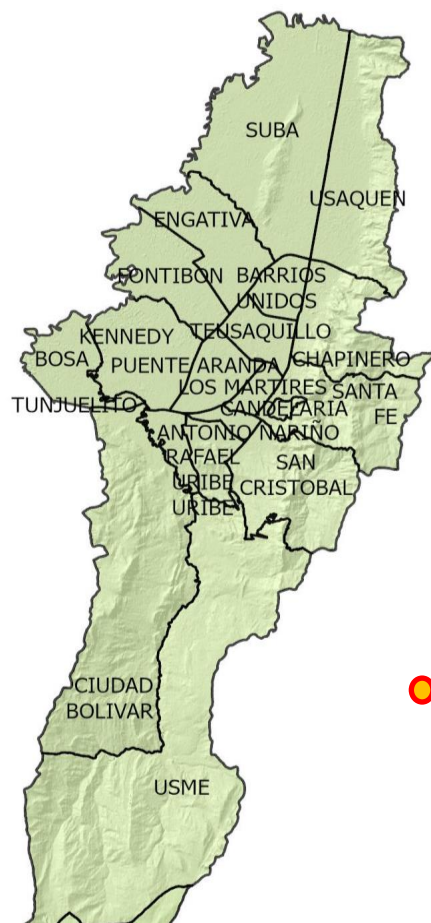 SUBA
USAQUEN
ENGATIVA
FONTIBON
BARRIOS
UNIDOS
TEUSAQUILLO
KENNEDY
BOSA
PUENTE ARANDA
CHAPINERO
LOS MARTIRES
SANTA
FE
TUNJUELITO
CANDELARIA
ANTONIO NARIÑO
RAFAEL
URIBE
URIBE
SAN
CRISTOBAL
CIUDAD
BOLIVAR
USME